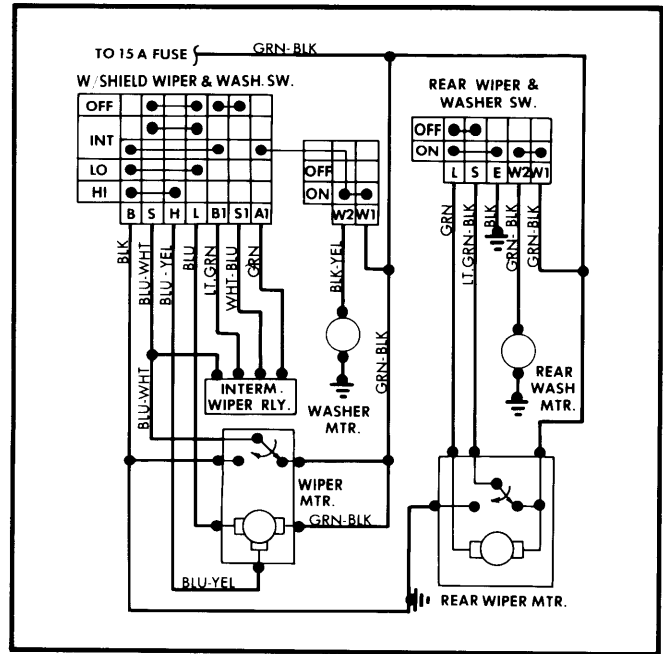 TO 15 A FUSE
GRN-BLK
W/SHIELD WIPER & WASH. SW.
OFF
INT
LO
HI
B S H L B1 S1 A1
OFF
ON
W2 W1
REAR WIPER &
WASHER SW.
OFF
ON
L S E W2 W1
BLK
BLU-WHT
BLU-YEL
BLU
LT.GRN
WHT-BLU
GRN
BLK-YEL
GRN-BLK
GRN
LT.GRN-BLK
BLK
GRN-BLK
GRN-BLK
BLU-WHT
INTERM.
WIPER RLY.
WASHER
MTR.
REAR
WASH
MTR.
WIPER
MTR.
GRN-BLK
BLU-YEL
REAR WIPER MTR.